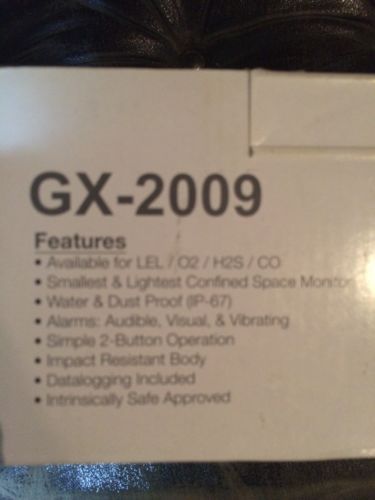 GX-2009
Features
• Available for LEL / O2 / H2S / CO
• Smallest & Lightest Confined Space Monitor
• Water & Dust Proof (IP-67)
• Alarms: Audible, Visual, & Vibrating
• Simple 2-Button Operation
• Impact Resistant Body
• Datalogging Included
• Intrinsically Safe Approved